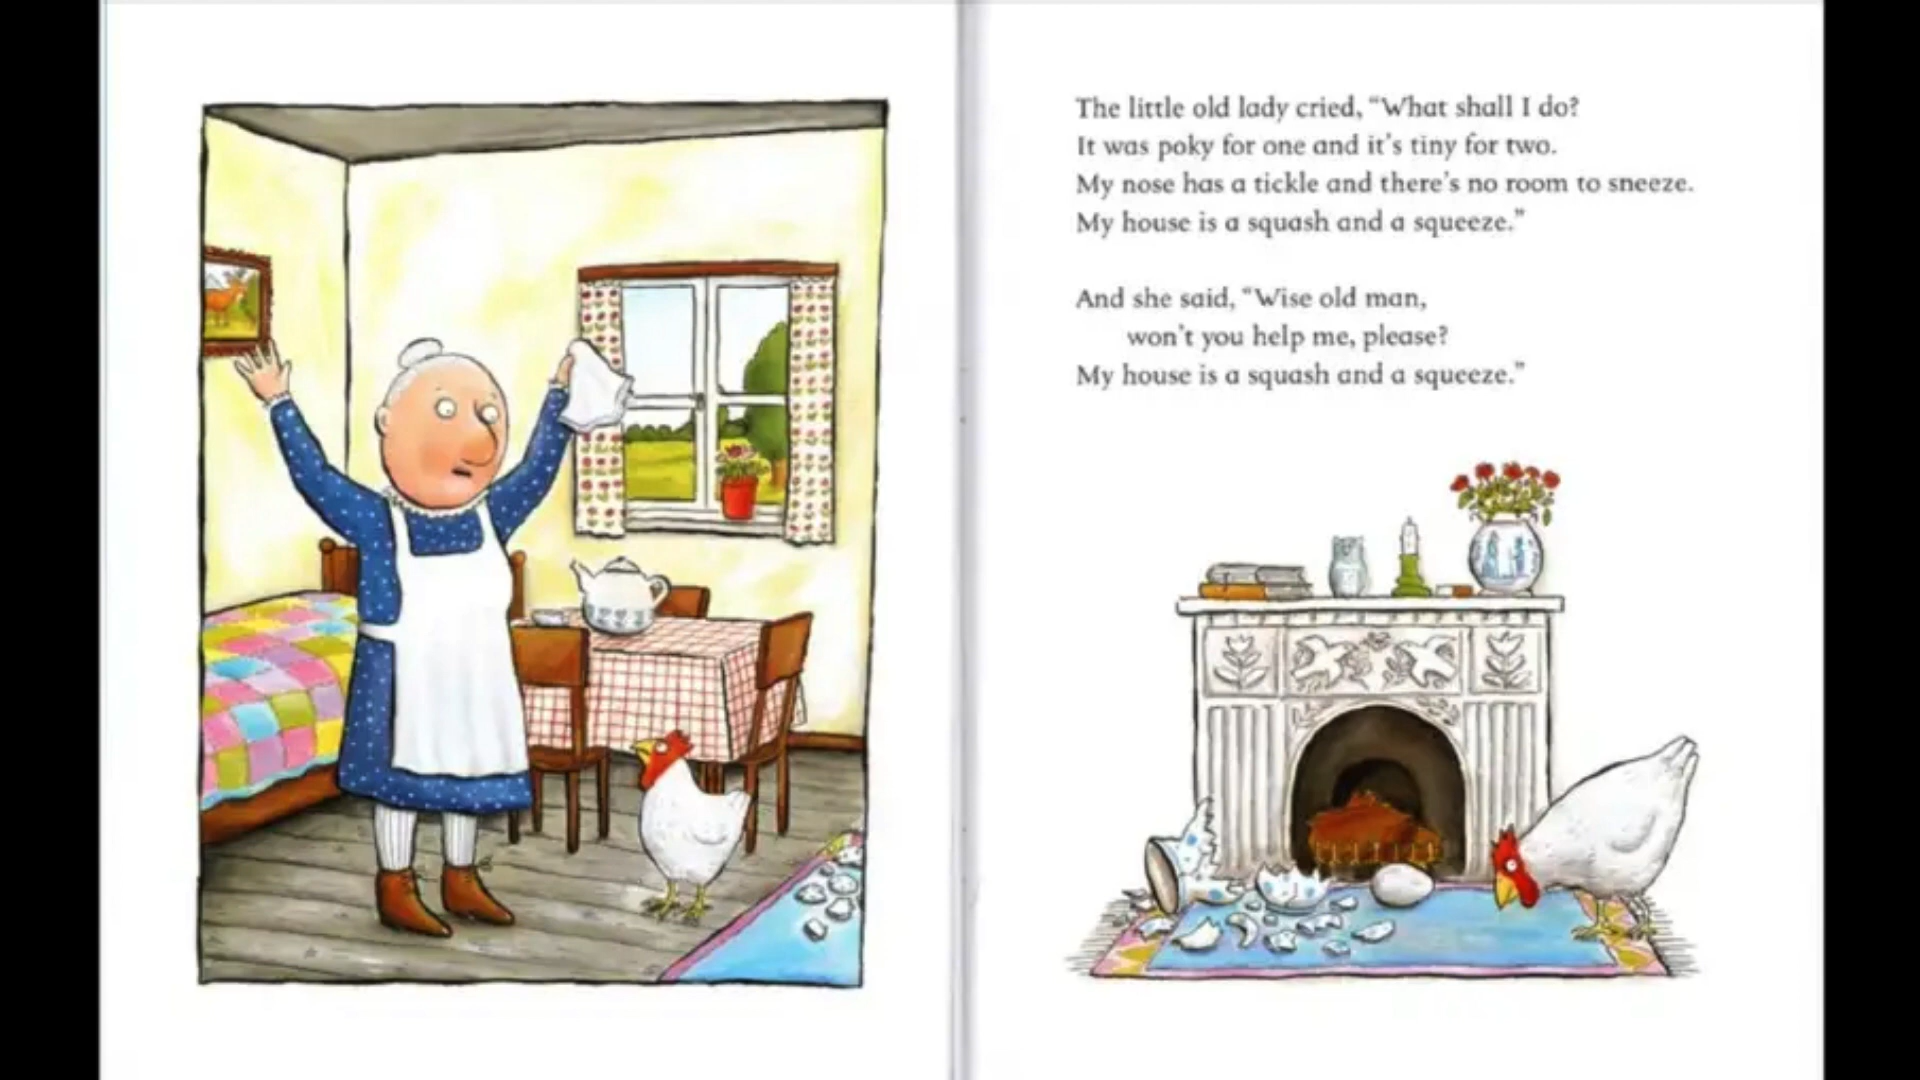 The little old lady cried, “What shall I do?
It was poky for one and it’s tiny for two.
My nose has a tickle and there’s no room to sneeze.
My house is a squash and a squeeze.”
And she said, “Wise old man,
won’t you help me, please?
My house is a squash and a squeeze.”